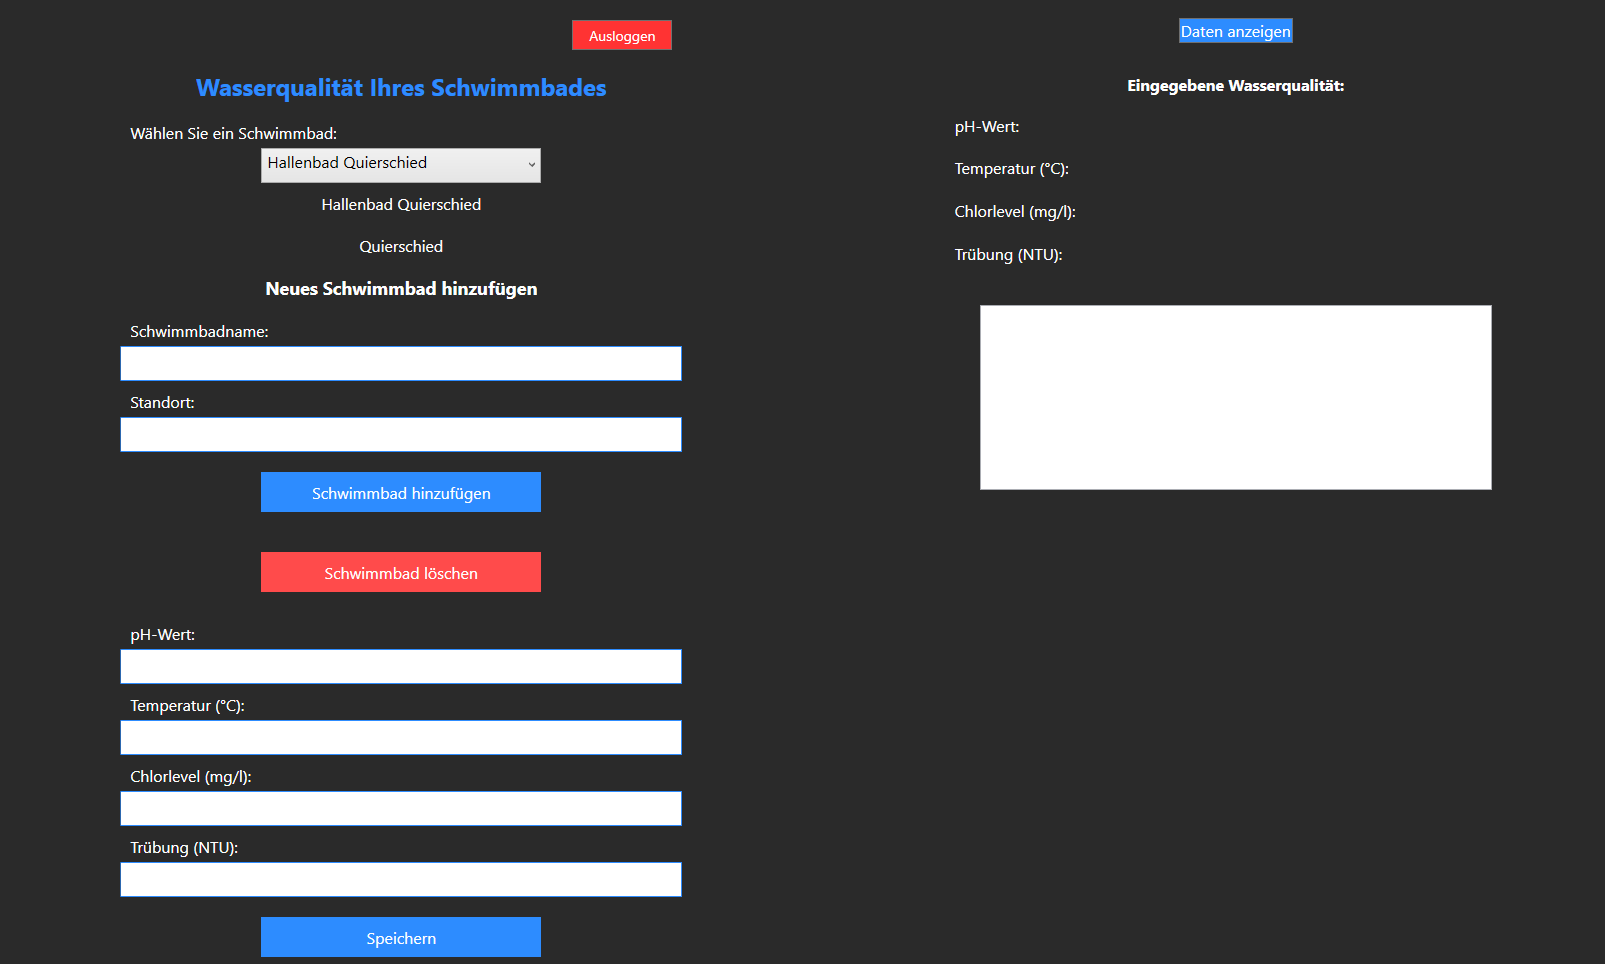 Ausloggen
Wasserqualität Ihres Schwimmbades
Wählen Sie ein Schwimmbad:
Hallenbad Quierschied
Hallenbad Quierschied
Quierschied
Neues Schwimmbad hinzufügen
Schwimmbadname:
Standort:
Schwimmbad hinzufügen
Schwimmbad löschen
pH-Wert:
Temperatur (°C):
Chlorlevel (mg/l):
Trübung (NTU):
Speichern
Daten anzeigen
Eingegebene Wasserqualität:
pH-Wert:
Temperatur (°C):
Chlorlevel (mg/l):
Trübung (NTU):